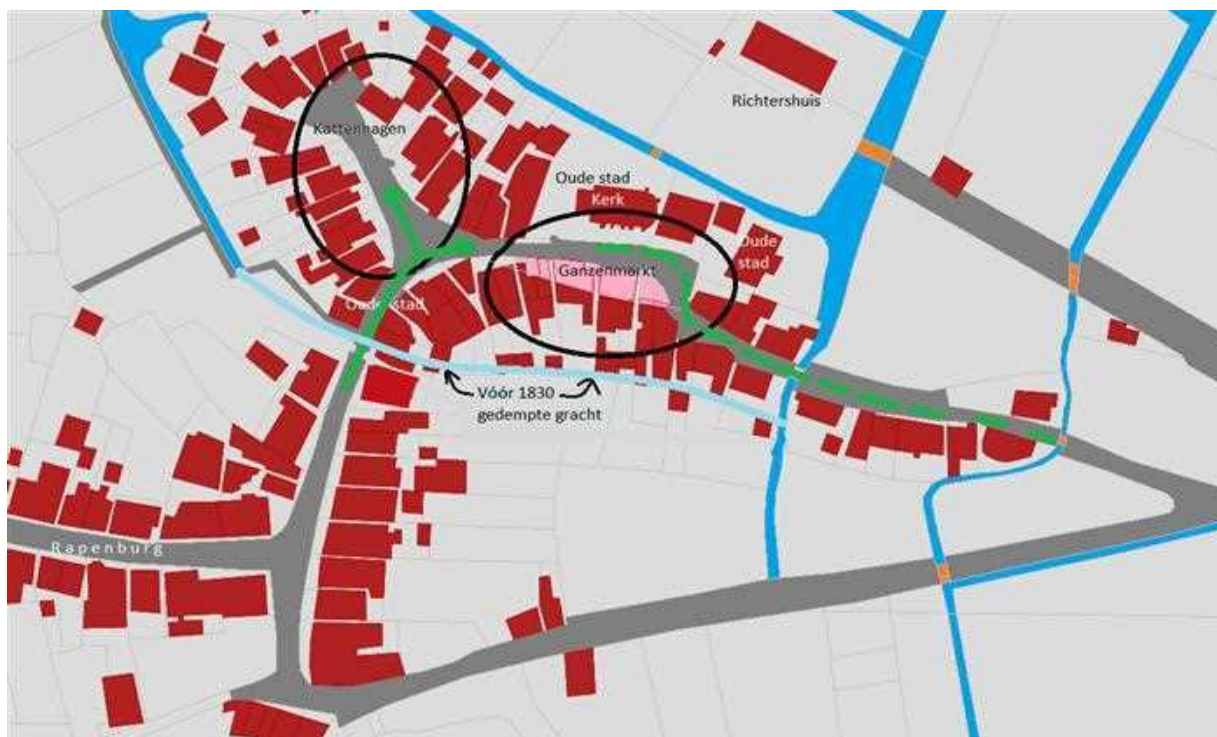 Richtershuis
Kattenhagen
Oude stad
Kerk
Oude
stad
Ganzenmarkt
Oude stad
Vóór 1830
gedempte gracht
Rapenburg